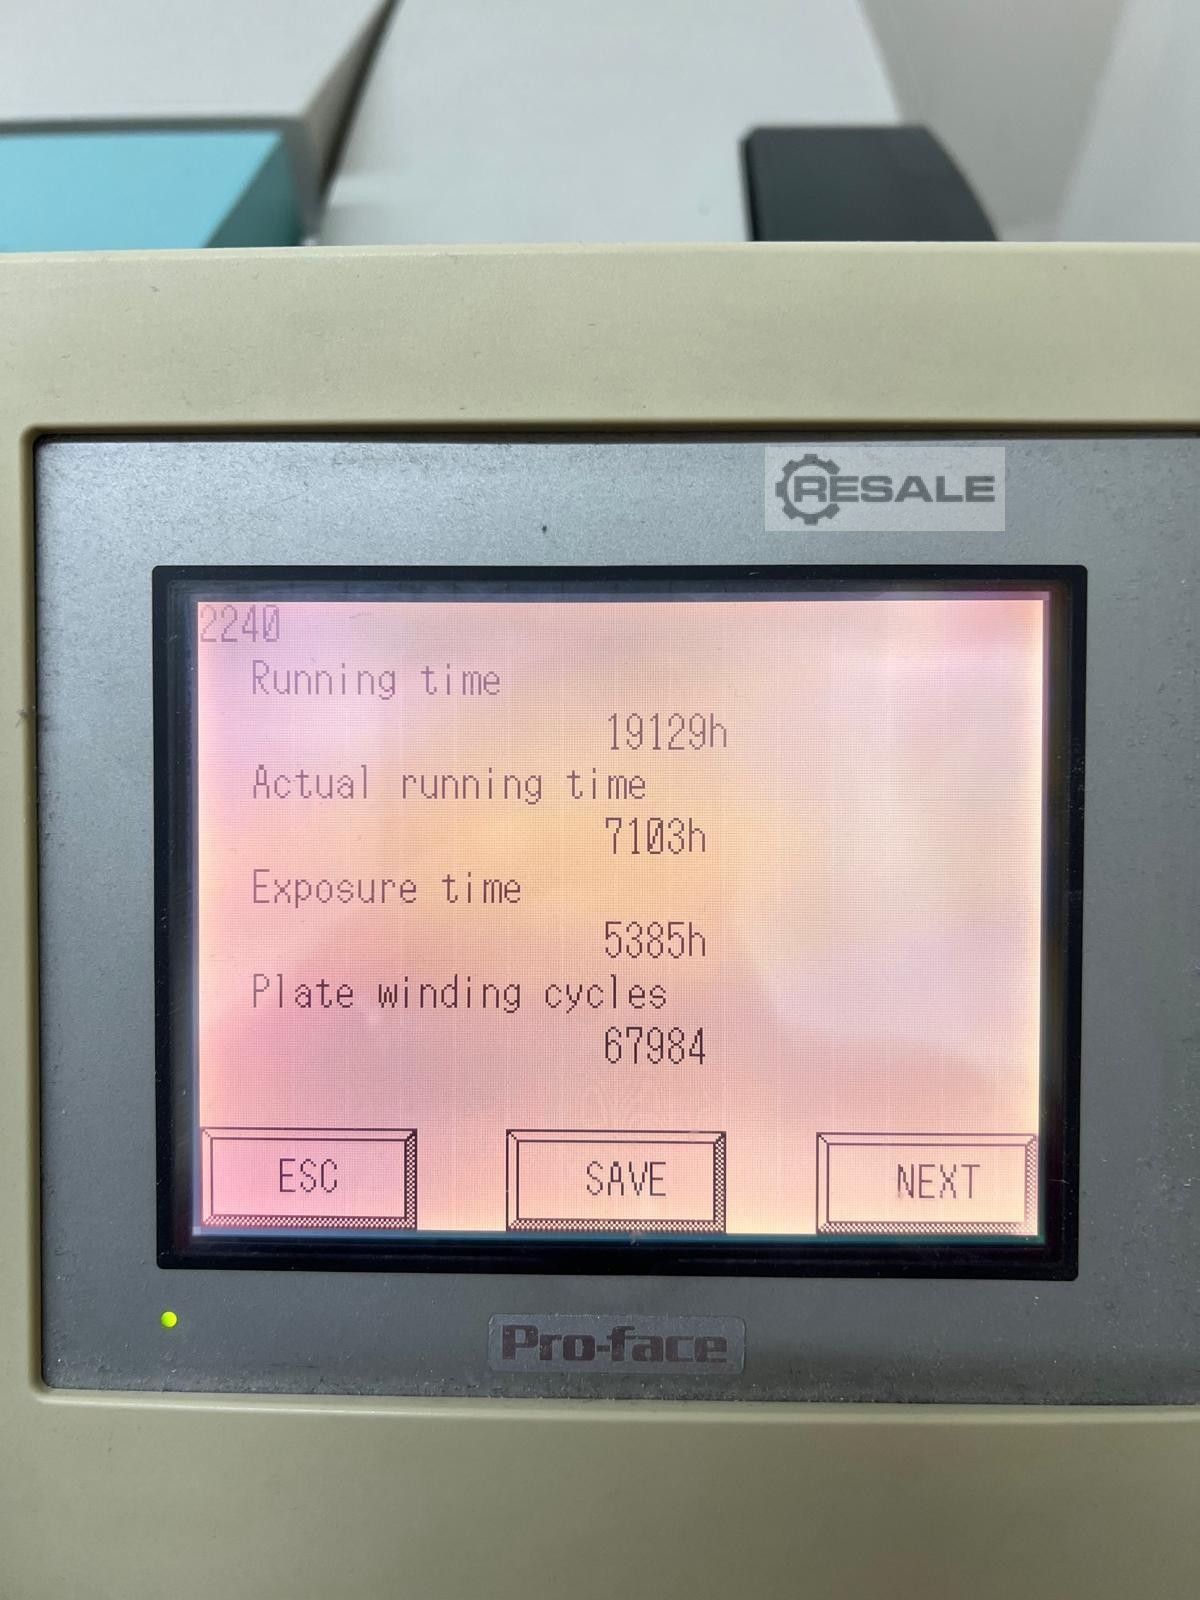 RESALE
2240
Running time
19129h
Actual running time
7103h
Exposure time
5385h
Plate winding cycles
67984
ESC SAVE NEXT
Pro-face